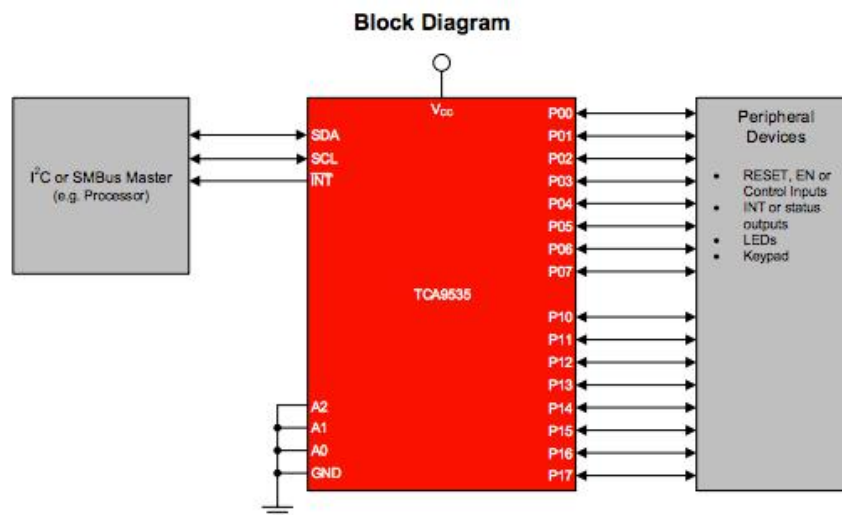 Block Diagram
V_CC
I²C or SMBus Master
(e.g. Processor)
SDA
SCL
I̅N̅T̅
TCA9535
A2
A1
A0
GND
P00
P01
P02
P03
P04
P05
P06
P07
P10
P11
P12
P13
P14
P15
P16
P17
Peripheral
Devices
• RESET, EN or
Control Inputs
• INT or status
outputs
• LEDs
• Keypad